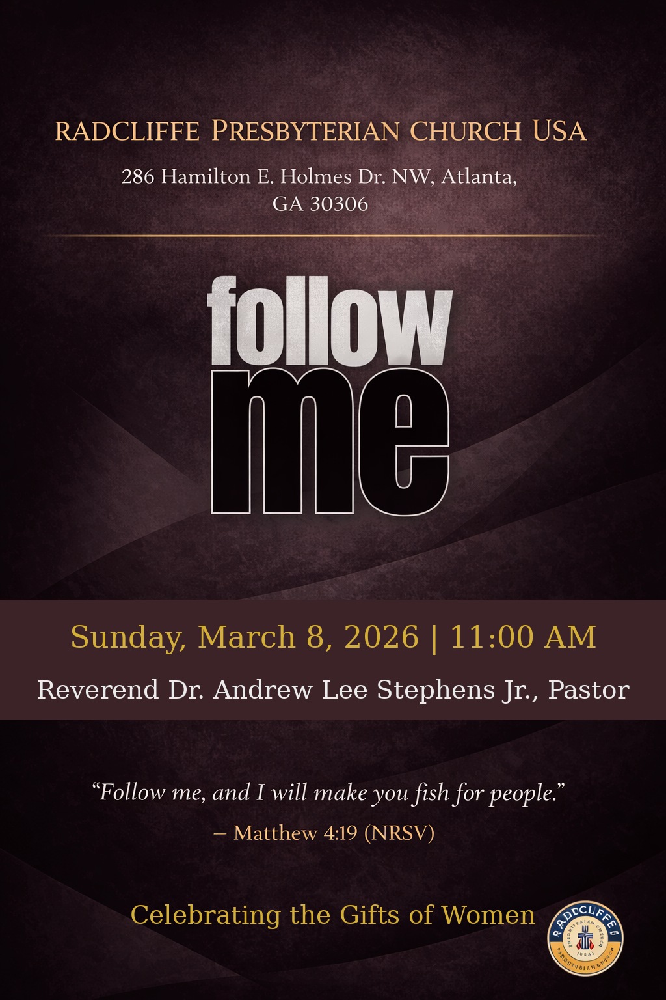 RADCLIFFE PRESBYTERIAN CHURCH USA
286 Hamilton E. Holmes Dr. NW, Atlanta,
GA 30306
follow
me
Sunday, March 8, 2026 | 11:00 AM
Reverend Dr. Andrew Lee Stephens Jr., Pastor
“Follow me, and I will make you fish for people.”
– Matthew 4:19 (NRSV)
Celebrating the Gifts of Women
(USA)